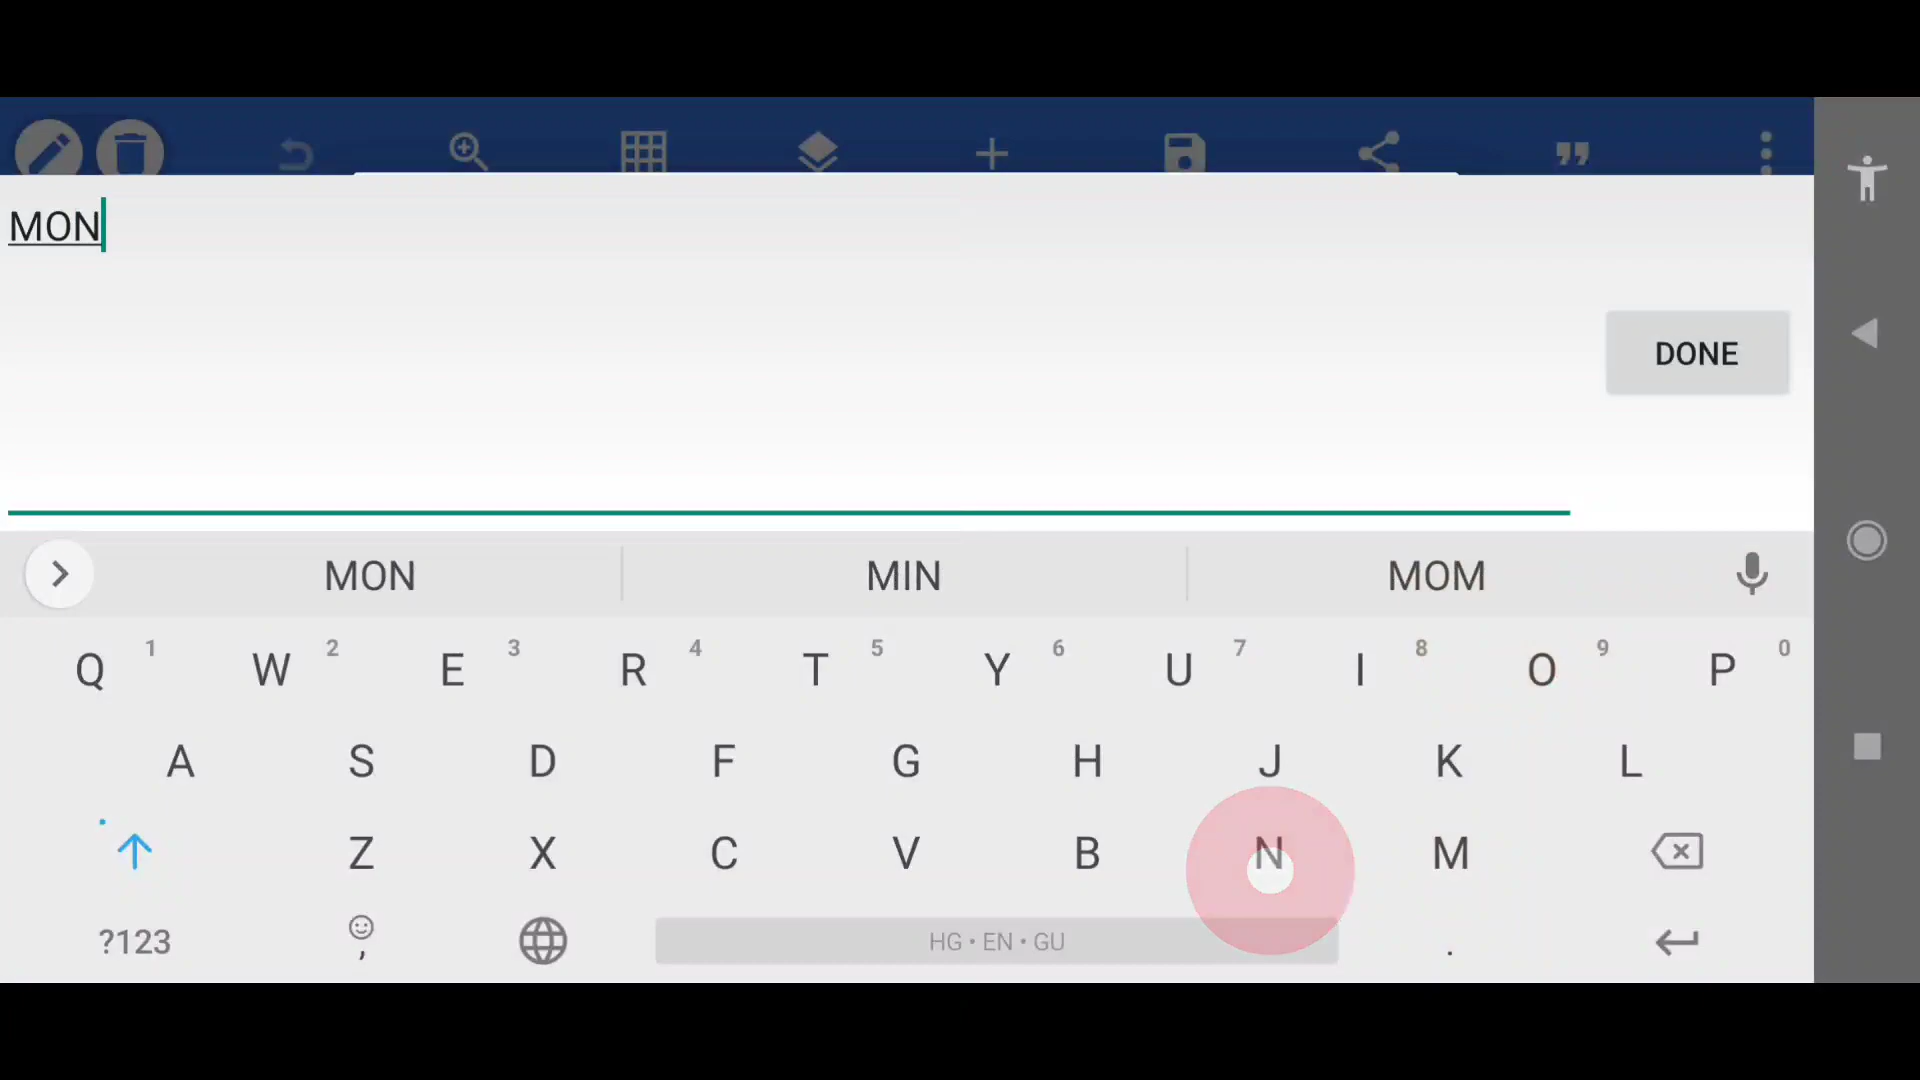 MON
DONE
MON MIN MOM
Q 1 W 2 E 3 R 4 T 5 Y 6 U 7 I 8 O 9 P 0
A S D F G H J K L
Z X C V B N M
?123 , HG • EN • GU .